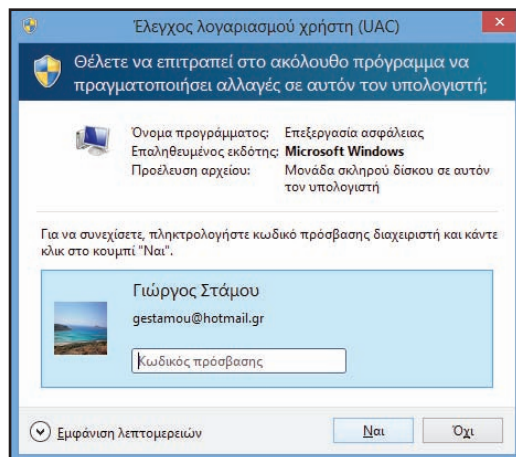 Έλεγχος λογαριασμού χρήστη (UAC)
Θέλετε να επιτραπεί στο ακόλουθο πρόγραμμα να
πραγματοποιήσει αλλαγές σε αυτόν τον υπολογιστή;
Όνομα προγράμματος: Επεξεργασία ασφάλειας
Επαληθευμένος εκδότης: Microsoft Windows
Προέλευση αρχείου: Μονάδα σκληρού δίσκου σε αυτόν
τον υπολογιστή
Για να συνεχίσετε, πληκτρολογήστε κωδικό πρόσβασης διαχειριστή και κάντε
κλικ στο κουμπί "Ναι".
Γιώργος Στάμου
gestamou@hotmail.gr
Κωδικός πρόσβασης
Εμφάνιση λεπτομερειών Ναι Όχι